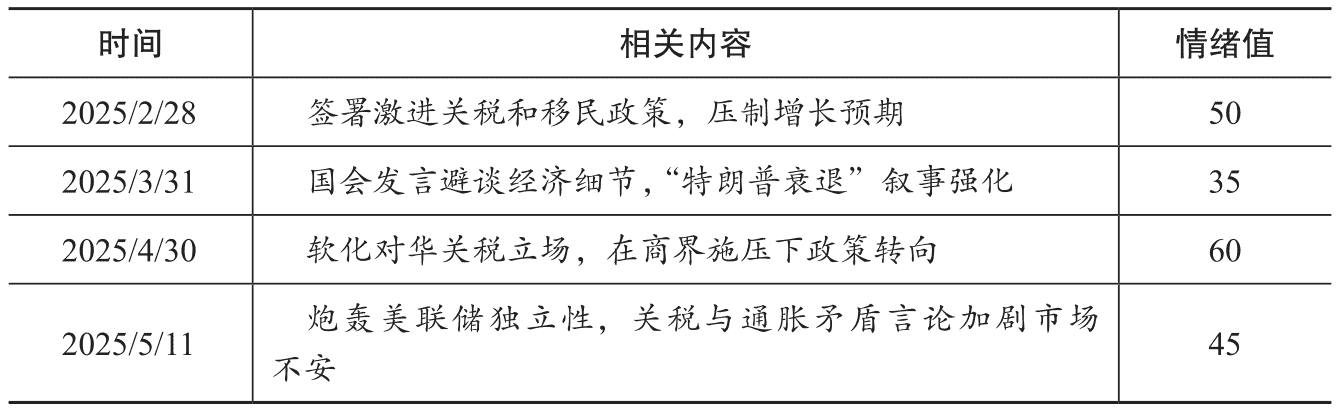 时间 相关内容 情绪值
2025/2/28 签署激进关税和移民政策，压制增长预期 50
2025/3/31 国会发言避谈经济细节，“特朗普衰退”叙事强化 35
2025/4/30 软化对华关税立场，在商界施压下政策转向 60
2025/5/11 炮轰美联储独立性，关税与通胀矛盾言论加剧市场 45
不安